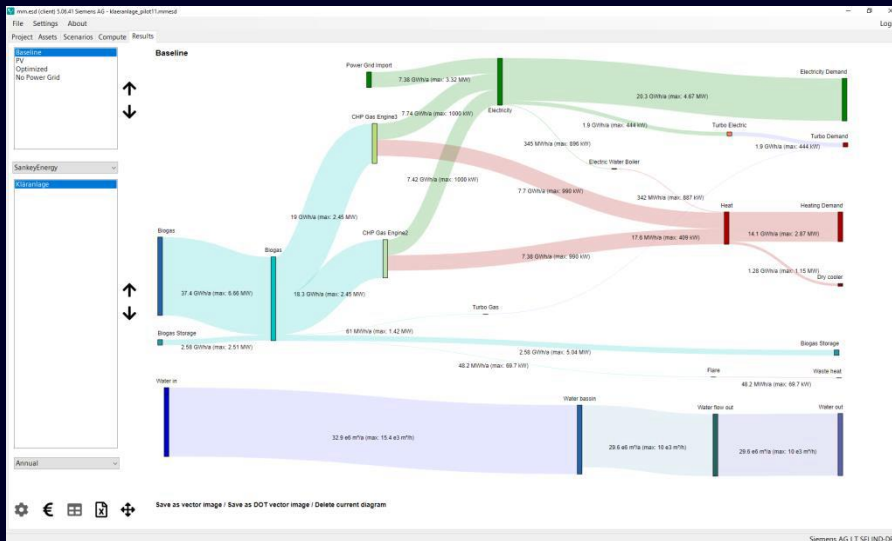 mm.esd (client) 5.06.41 Siemens AG - klaeranlage_pilot11.mmesd
File Settings About
Log
Project Assets Scenarios Compute Results
Baseline
PV
Optimized
No Power Grid
SankeyEnergy
Kläranlage
Annual
Baseline
Power Grid Import
7.38 GWh/a (max: 3.32 MW)
Electricity
Electricity Demand
20.3 GWh/a (max: 4.67 MW)
CHP Gas Engine1
7.74 GWh/a (max: 1000 kW)
1.9 GWh/a (max: 444 kW)
Turbo Electric
Turbo Demand
1.9 GWh/a (max: 444 kW)
345 MWh/a (max: 896 kW)
Electric Water Boiler
7.42 GWh/a (max: 1000 kW)
7.7 GWh/a (max: 990 kW)
342 MWh/a (max: 887 kW)
Heat
Heating Demand
19 GWh/a (max: 2.45 MW)
17.6 MWh/a (max: 409 kW)
14.1 GWh/a (max: 2.87 MW)
Biogas
Biogas
CHP Gas Engine2
7.38 GWh/a (max: 990 kW)
1.28 GWh/a (max: 1.15 MW)
Dry cooler
37.4 GWh/a (max: 6.66 MW)
18.3 GWh/a (max: 2.45 MW)
Turbo Gas
Biogas Storage
61 MWh/a (max: 1.42 MW)
2.56 GWh/a (max: 2.51 MW)
2.56 GWh/a (max: 5.04 MW)
Biogas Storage
48.2 MWh/a (max: 69.7 kW)
Flare
Waste heat
48.2 MWh/a (max: 69.7 kW)
Water in
Water bassin
Water flow out
Water out
32.9 e6 m³/a (max: 15.4 e3 m³/h)
29.6 e6 m³/a (max: 10 e3 m³/h)
29.6 e6 m³/a (max: 10 e3 m³/h)
Save as vector image / Save as DOT vector image / Delete current diagram